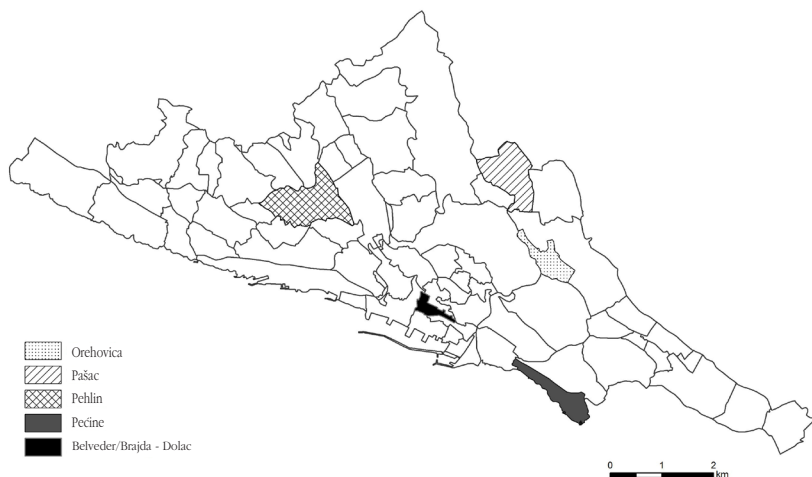 Orehovica
Pašac
Pehlin
Pećine
Belveder/Brajda - Dolac
0 1 2
km